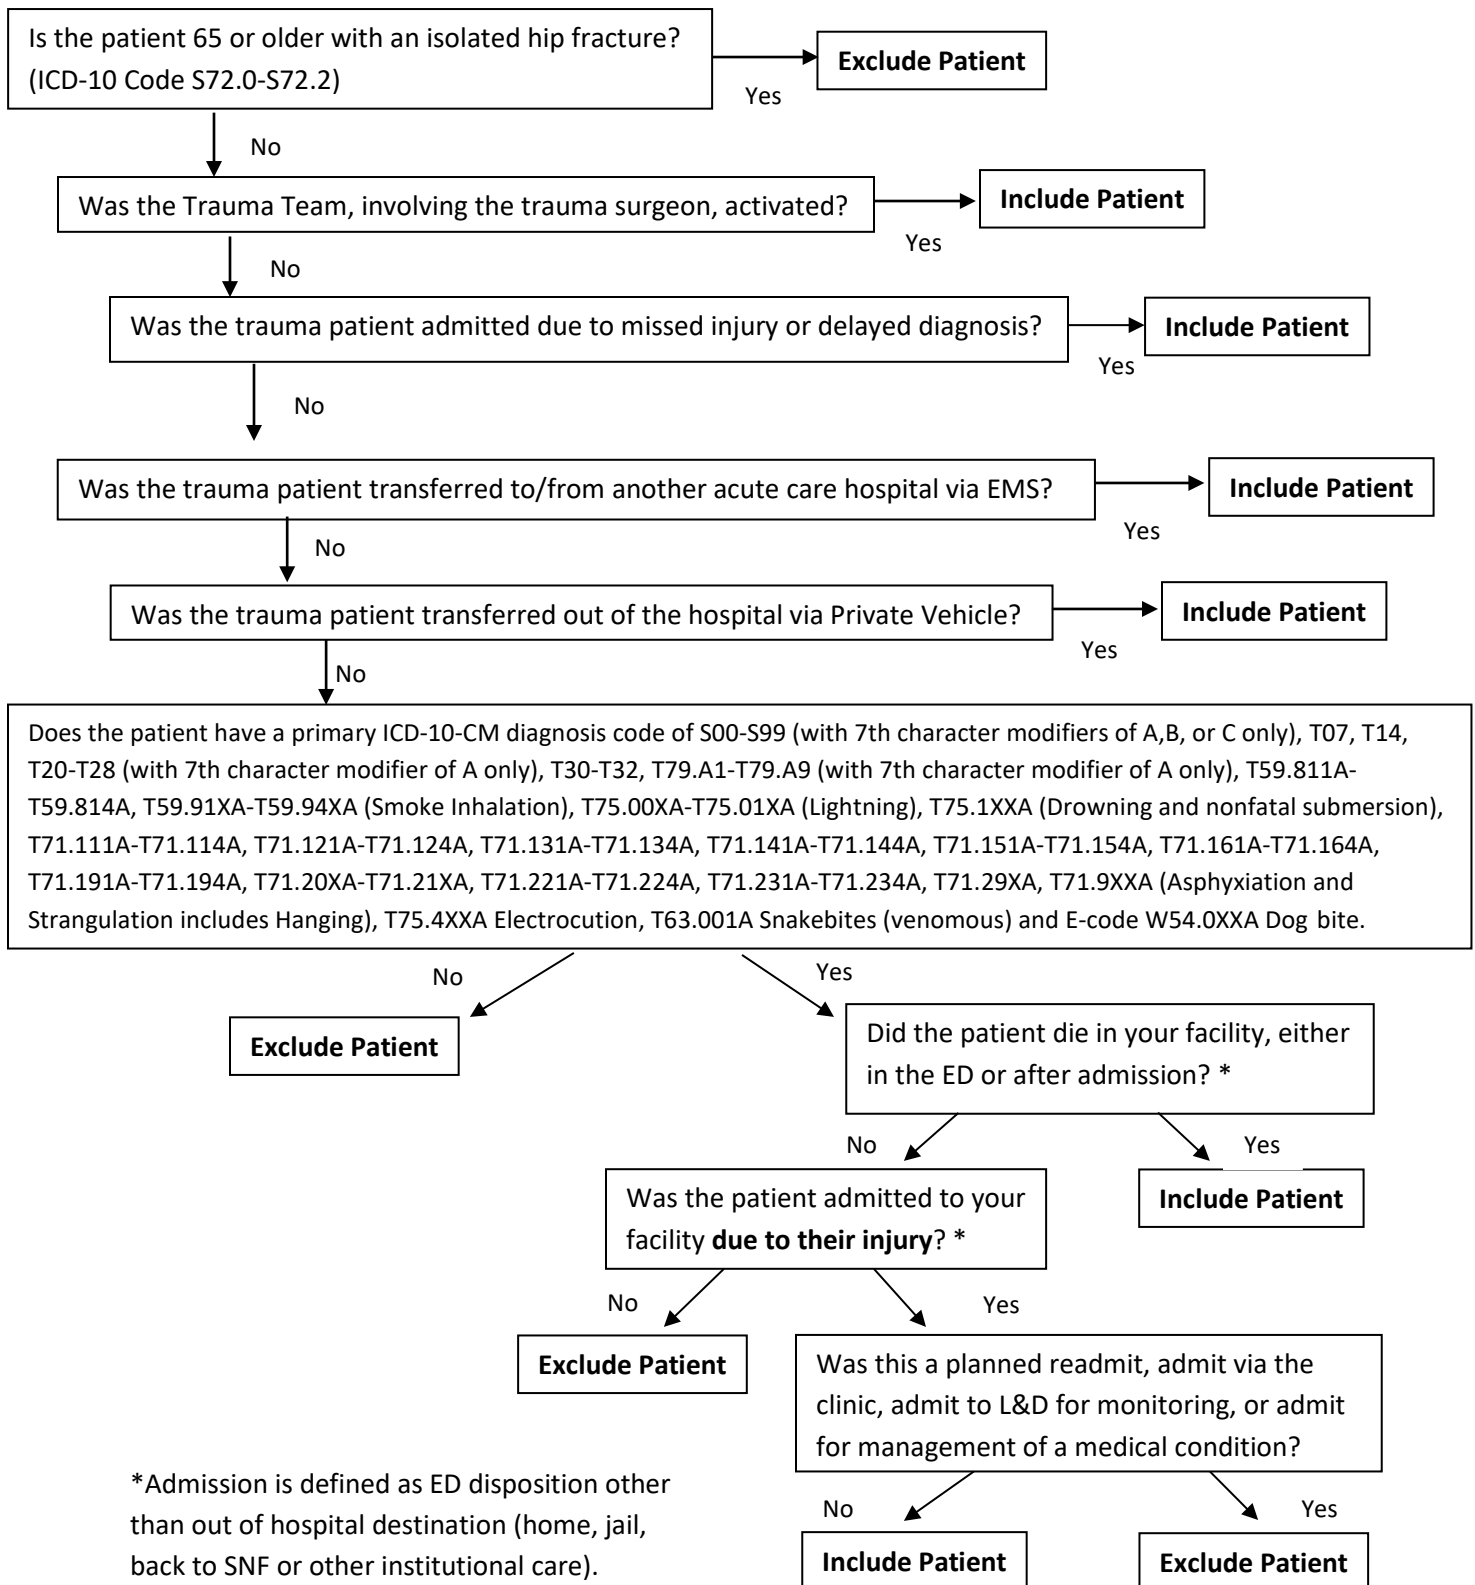 Is the patient 65 or older with an isolated hip fracture?
(ICD-10 Code S72.0-S72.2)
Exclude Patient
Yes
No
Was the Trauma Team, involving the trauma surgeon, activated?
Include Patient
Yes
No
Was the trauma patient admitted due to missed injury or delayed diagnosis?
Include Patient
Yes
No
Was the trauma patient transferred to/from another acute care hospital via EMS?
Include Patient
Yes
No
Was the trauma patient transferred out of the hospital via Private Vehicle?
Include Patient
Yes
No
Does the patient have a primary ICD-10-CM diagnosis code of S00-S99 (with 7th character modifiers of A,B, or C only), T07, T14,
T20-T28 (with 7th character modifier of A only), T30-T32, T79.A1-T79.A9 (with 7th character modifier of A only), T59.811A-
T59.814A, T59.91XA-T59.94XA (Smoke Inhalation), T75.00XA-T75.01XA (Lightning), T75.1XXA (Drowning and nonfatal submersion),
T71.111A-T71.114A, T71.121A-T71.124A, T71.131A-T71.134A, T71.141A-T71.144A, T71.151A-T71.154A, T71.161A-T71.164A,
T71.191A-T71.194A, T71.20XA-T71.21XA, T71.221A-T71.224A, T71.231A-T71.234A, T71.29XA, T71.9XXA (Asphyxiation and
Strangulation includes Hanging), T75.4XXA Electrocution, T63.001A Snakebites (venomous) and E-code W54.0XXA Dog bite.
No
Yes
Exclude Patient
Did the patient die in your facility, either
in the ED or after admission? *
No
Yes
Was the patient admitted to your
facility due to their injury? *
Include Patient
No
Yes
Exclude Patient
Was this a planned readmit, admit via the
clinic, admit to L&D for monitoring, or admit
for management of a medical condition?
*Admission is defined as ED disposition other
than out of hospital destination (home, jail,
back to SNF or other institutional care).
No
Yes
Include Patient
Exclude Patient